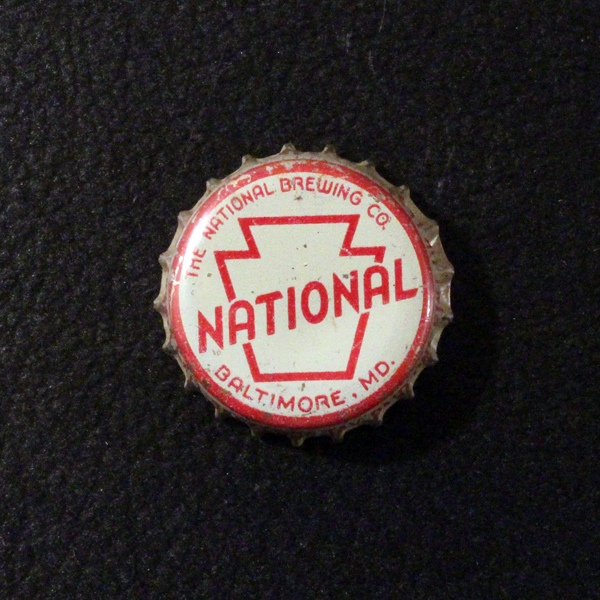 THE NATIONAL BREWING CO.
NATIONAL
BALTIMORE, MD.